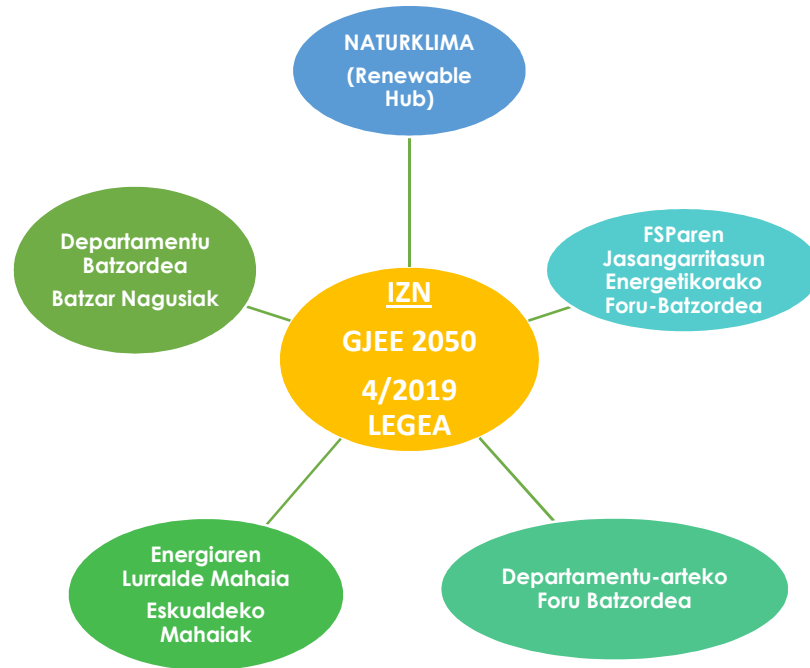 NATURKLIMA
(Renewable
Hub)
Departamentu
Batzordea
Batzar Nagusiak
FSParen
Jasangarritasun
Energetikorako
Foru-Batzordea
IZN
GJEE 2050
4/2019
LEGEA
Energiaren
Lurralde Mahaia
Eskualdeko
Mahaiak
Departamentu-arteko
Foru Batzordea